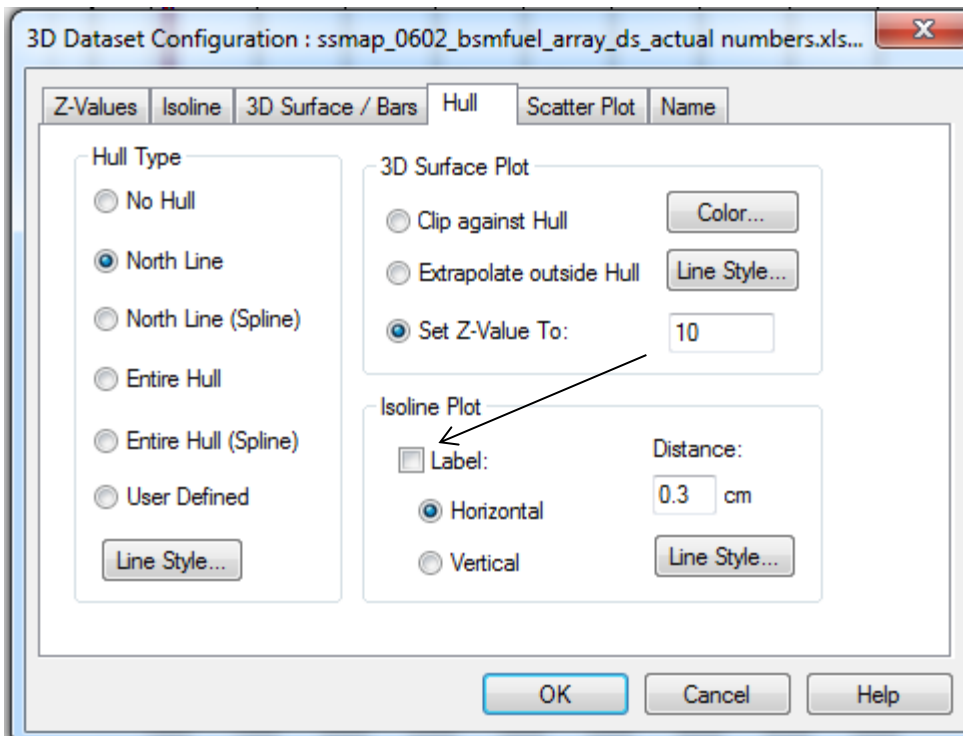 3D Dataset Configuration : ssmap_0602_bsmfuel_array_ds_actual numbers.xls...
Z-Values Isoline 3D Surface / Bars Hull Scatter Plot Name
Hull Type
No Hull
North Line
North Line (Spline)
Entire Hull
Entire Hull (Spline)
User Defined
Line Style...
3D Surface Plot
Clip against Hull Color...
Extrapolate outside Hull Line Style...
Set Z-Value To: 10
Isoline Plot
Label: Distance:
Horizontal 0.3 cm
Vertical Line Style...
OK Cancel Help